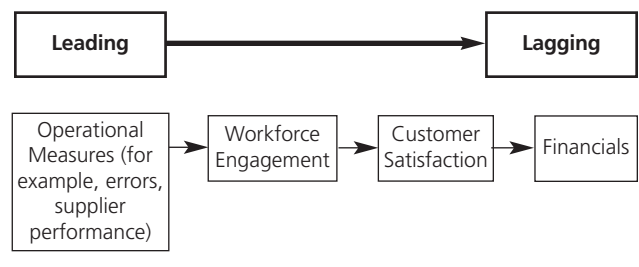 Leading
Lagging
Operational
Measures (for
example, errors,
supplier
performance)
Workforce
Engagement
Customer
Satisfaction
Financials